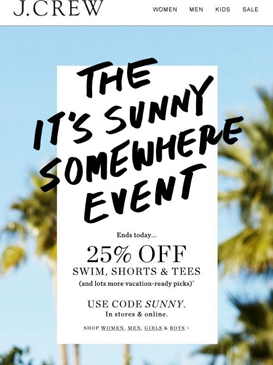 J.CREW
WOMEN MEN KIDS SALE
THE
IT'S SUNNY
SOMEWHERE
EVENT
Ends today...
25% OFF
SWIM, SHORTS & TEES
(and lots more vacation-ready picks)*
USE CODE SUNNY.
In stores & online.
SHOP WOMEN, MEN, GIRLS & BOYS ›